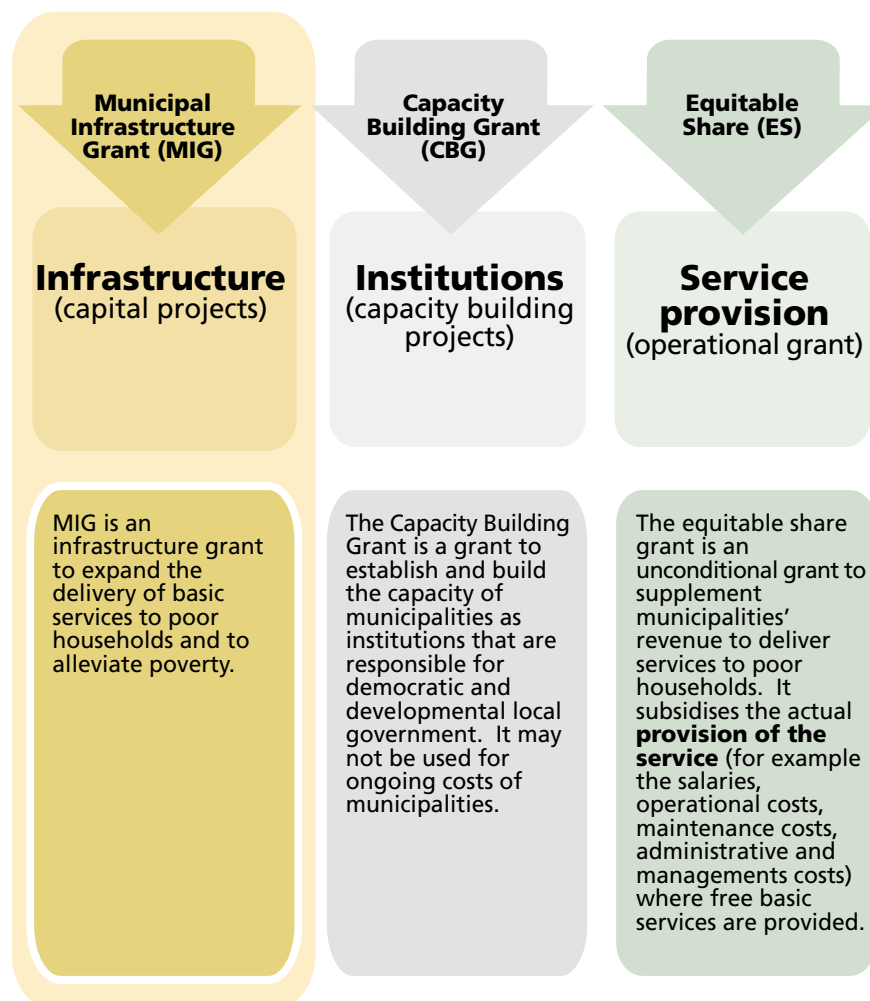 Municipal
Infrastructure
Grant (MIG)
Infrastructure
(capital projects)
MIG is an
infrastructure grant
to expand the
delivery of basic
services to poor
households and to
alleviate poverty.
Capacity
Building Grant
(CBG)
Institutions
(capacity building
projects)
The Capacity Building
Grant is a grant to
establish and build
the capacity of
municipalities as
institutions that are
responsible for
democratic and
developmental local
government.  It may
not be used for
ongoing costs of
municipalities.
Equitable
Share (ES)
Service
provision
(operational grant)
The equitable share
grant is an
unconditional grant to
supplement
municipalities’
revenue to deliver
services to poor
households.  It
subsidises the actual
provision of the
service (for example
the salaries,
operational costs,
maintenance costs,
administrative and
managements costs)
where free basic
services are provided.